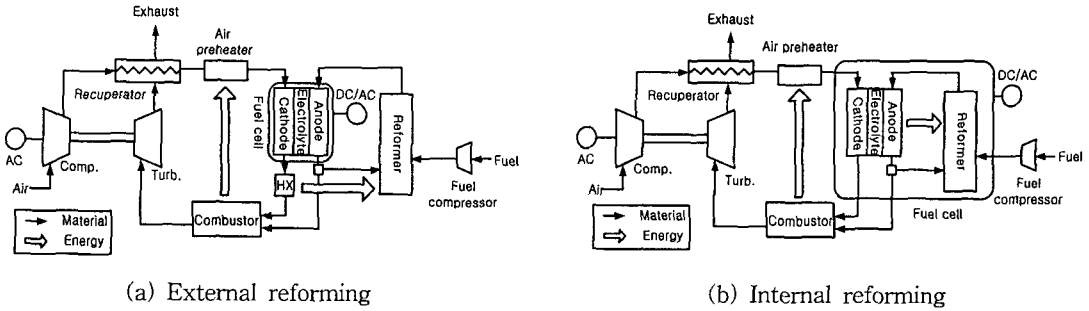 Exhaust
Air
preheater
Recuperator
Fuel cell
Cathode
Electrolyte
Anode
DC/AC
Reformer
AC
Comp.
Turb.
Air
HX
Fuel
Fuel
compressor
Material
Energy
Combustor
(a) External reforming
Exhaust
Air preheater
Recuperator
Cathode
Electrolyte
Anode
DC/AC
Reformer
AC
Comp.
Turb.
Air
Fuel
Fuel
compressor
Fuel cell
Material
Energy
Combustor
(b) Internal reforming